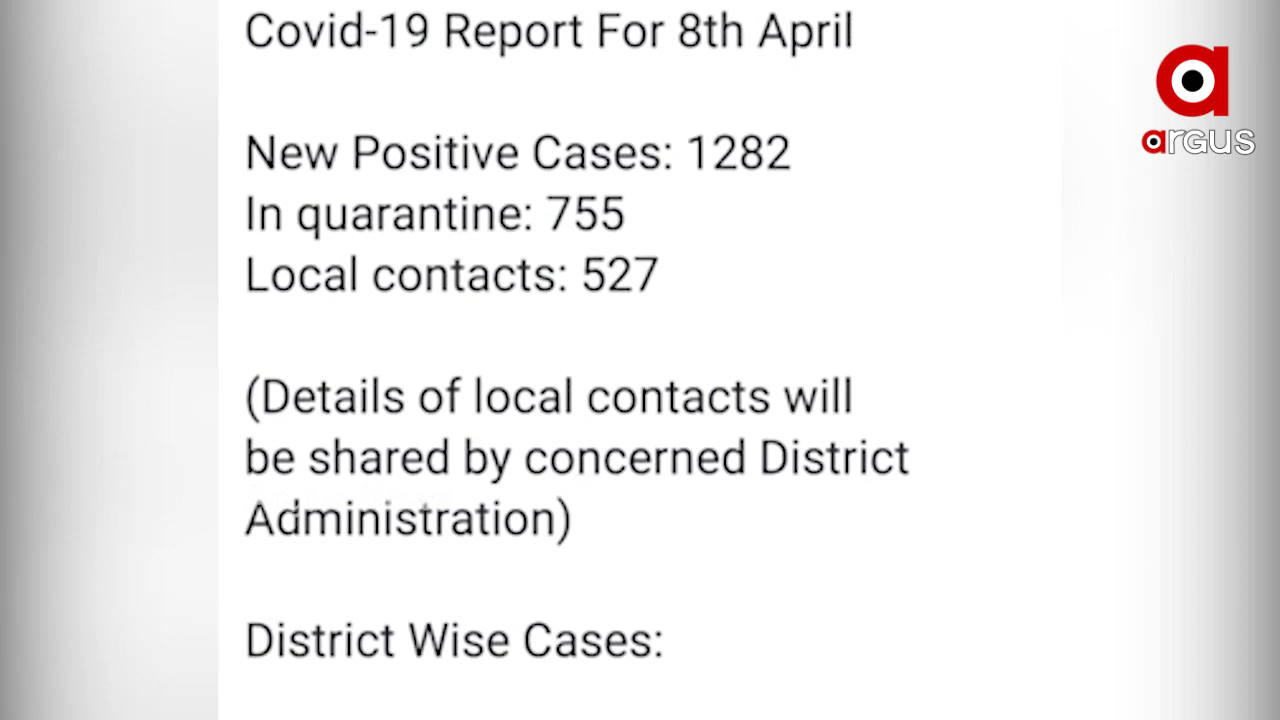 Covid-19 Report For 8th April
New Positive Cases: 1282
In quarantine: 755
Local contacts: 527
(Details of local contacts will
be shared by concerned District
Administration)
District Wise Cases:
a
argus